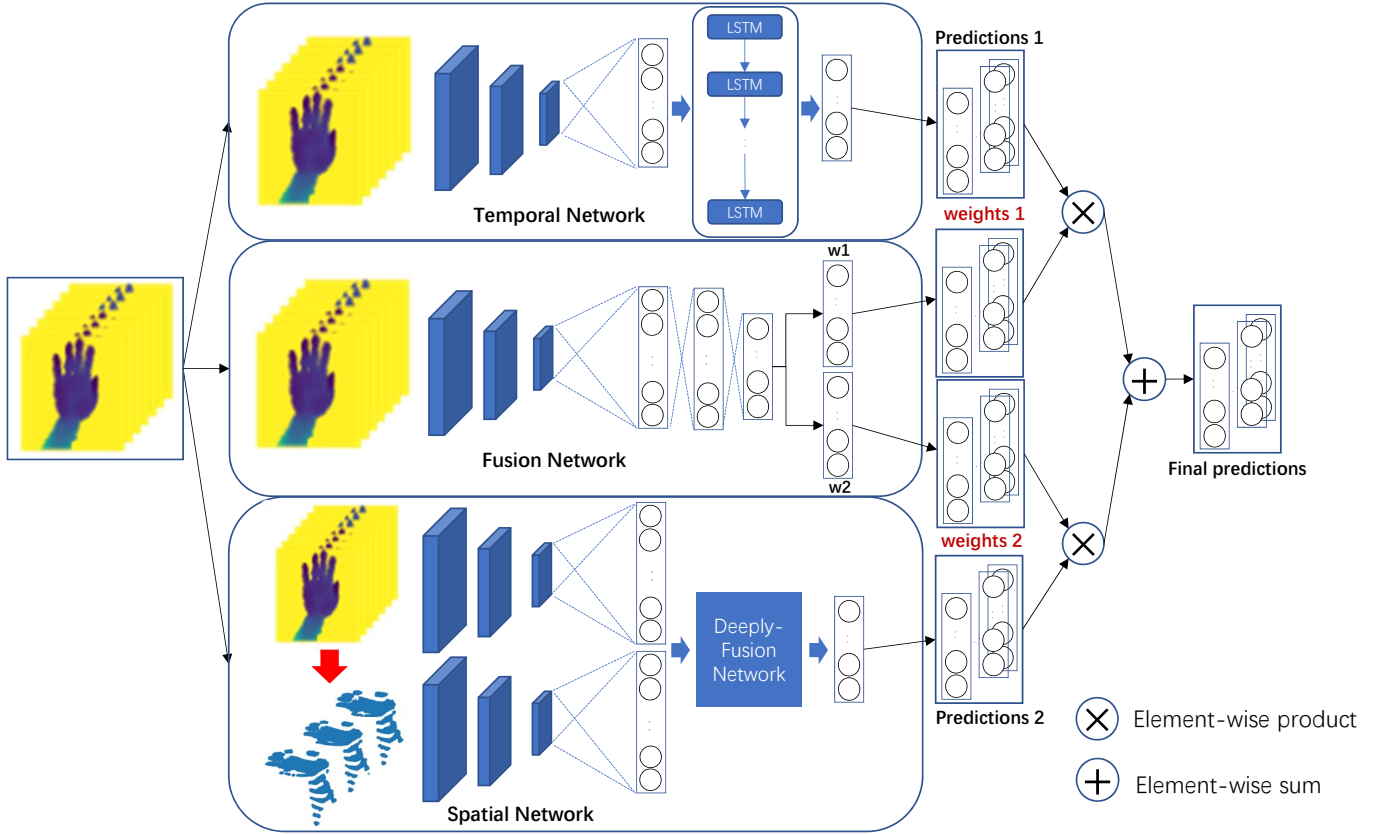 LSTM
LSTM
LSTM
Temporal Network
Predictions 1
weights 1
w1
Fusion Network
w2
weights 2
Final predictions
Deeply-
Fusion
Network
Spatial Network
Predictions 2
Element-wise product
Element-wise sum